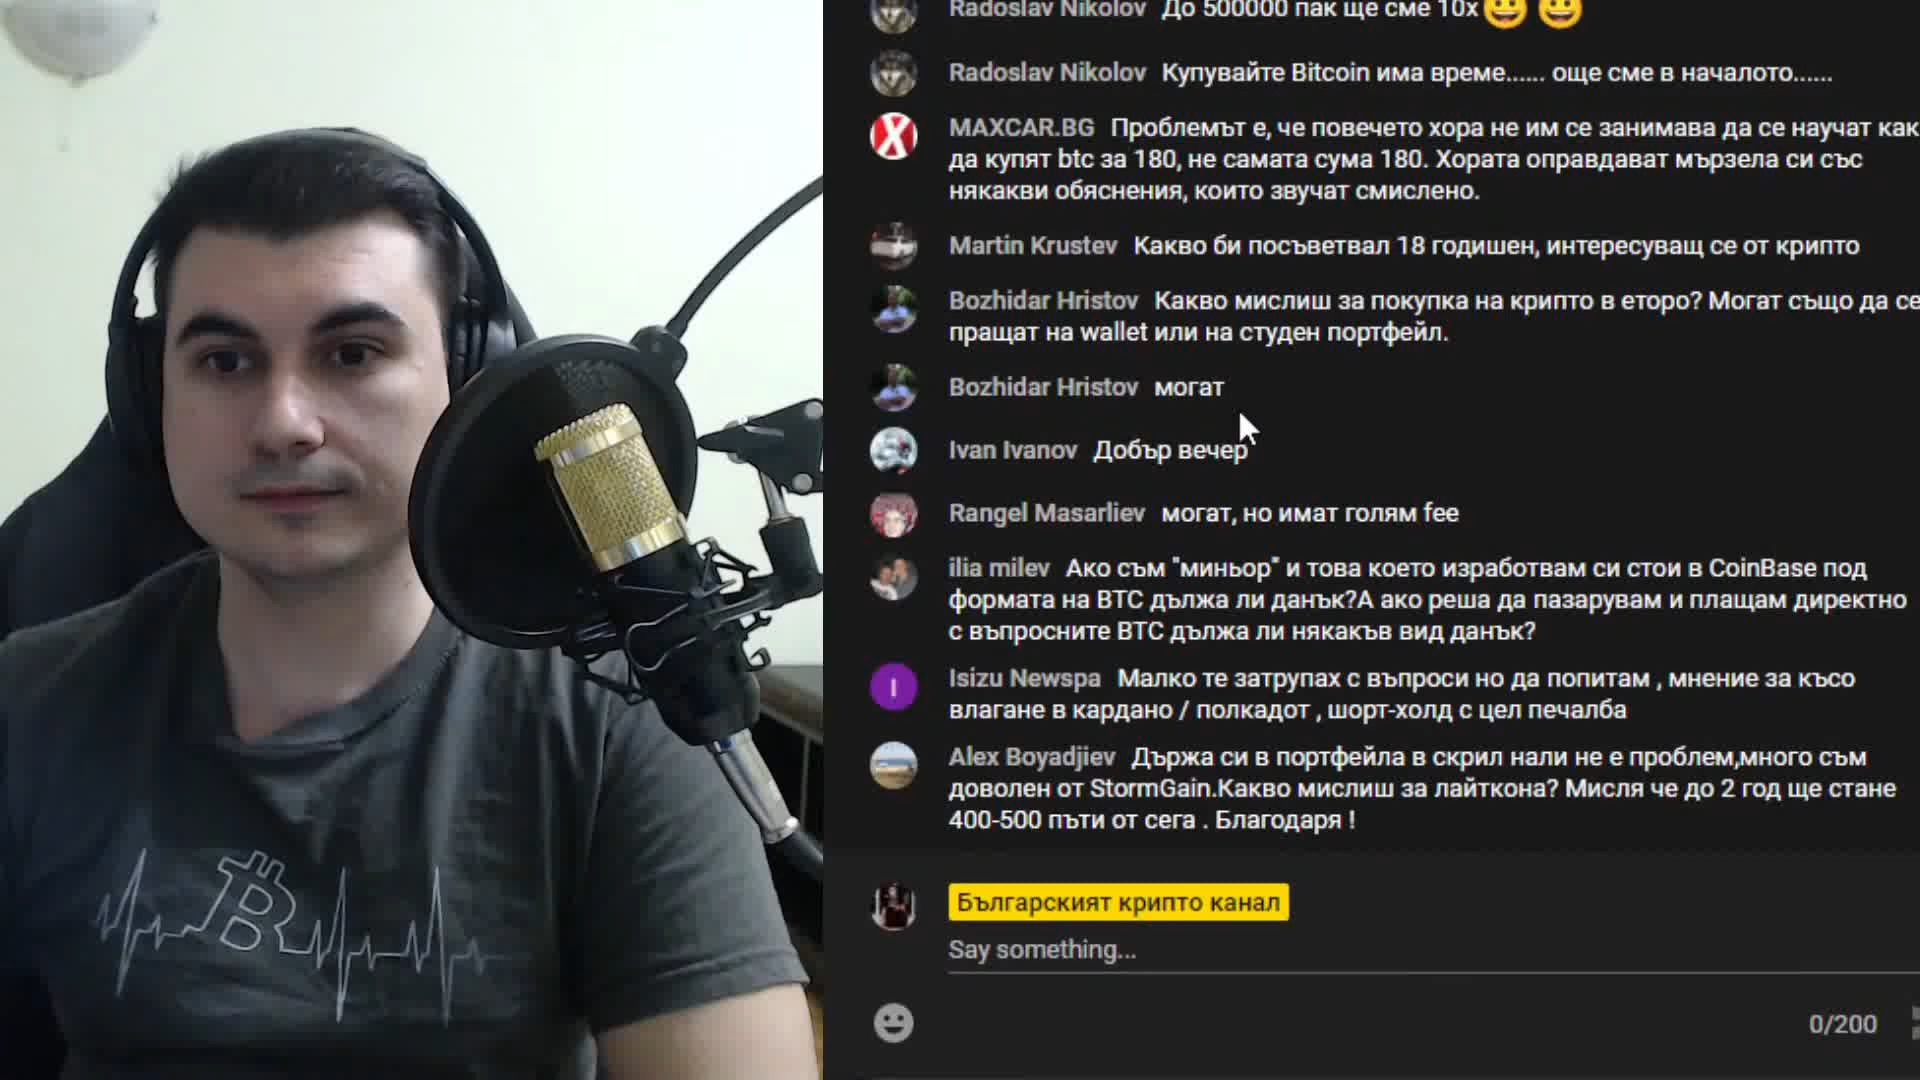 Radoslav Nikolov До 500000 пак ще сме 10x
Radoslav Nikolov Купувайте Bitcoin има време...... още сме в началото......
MAXCAR.BG Проблемът е, че повечето хора не им се занимава да се научат как
да купят btc за 180, не самата сума 180. Хората оправдават мързела си със
някакви обяснения, които звучат смислено.
Martin Krustev Какво би посъветвал 18 годишен, интересуващ се от крипто
Bozhidar Hristov Какво мислиш за покупка на крипто в еторо? Могат също да се
пращат на wallet или на студен портфейл.
Bozhidar Hristov могат
Ivan Ivanov Добър вечер
Rangel Masarliev могат, но имат голям fee
ilia milev Ако съм "миньор" и това което изработвам си стои в CoinBase под
формата на BTC дължа ли данък?А ако реша да пазарувам и плащам директно
с въпросните BTC дължа ли някакъв вид данък?
Isizu Newspa Малко те затрупах с въпроси но да попитам , мнение за късо
влагане в кардано / полкадот , шорт-холд с цел печалба
Alex Boyadjiev Държа си в портфейла в скрил нали не е проблем,много съм
доволен от StormGain.Какво мислиш за лайткона? Мисля че до 2 год ще стане
400-500 пъти от сега . Благодаря !
Българският крипто канал
Say something...
0/200